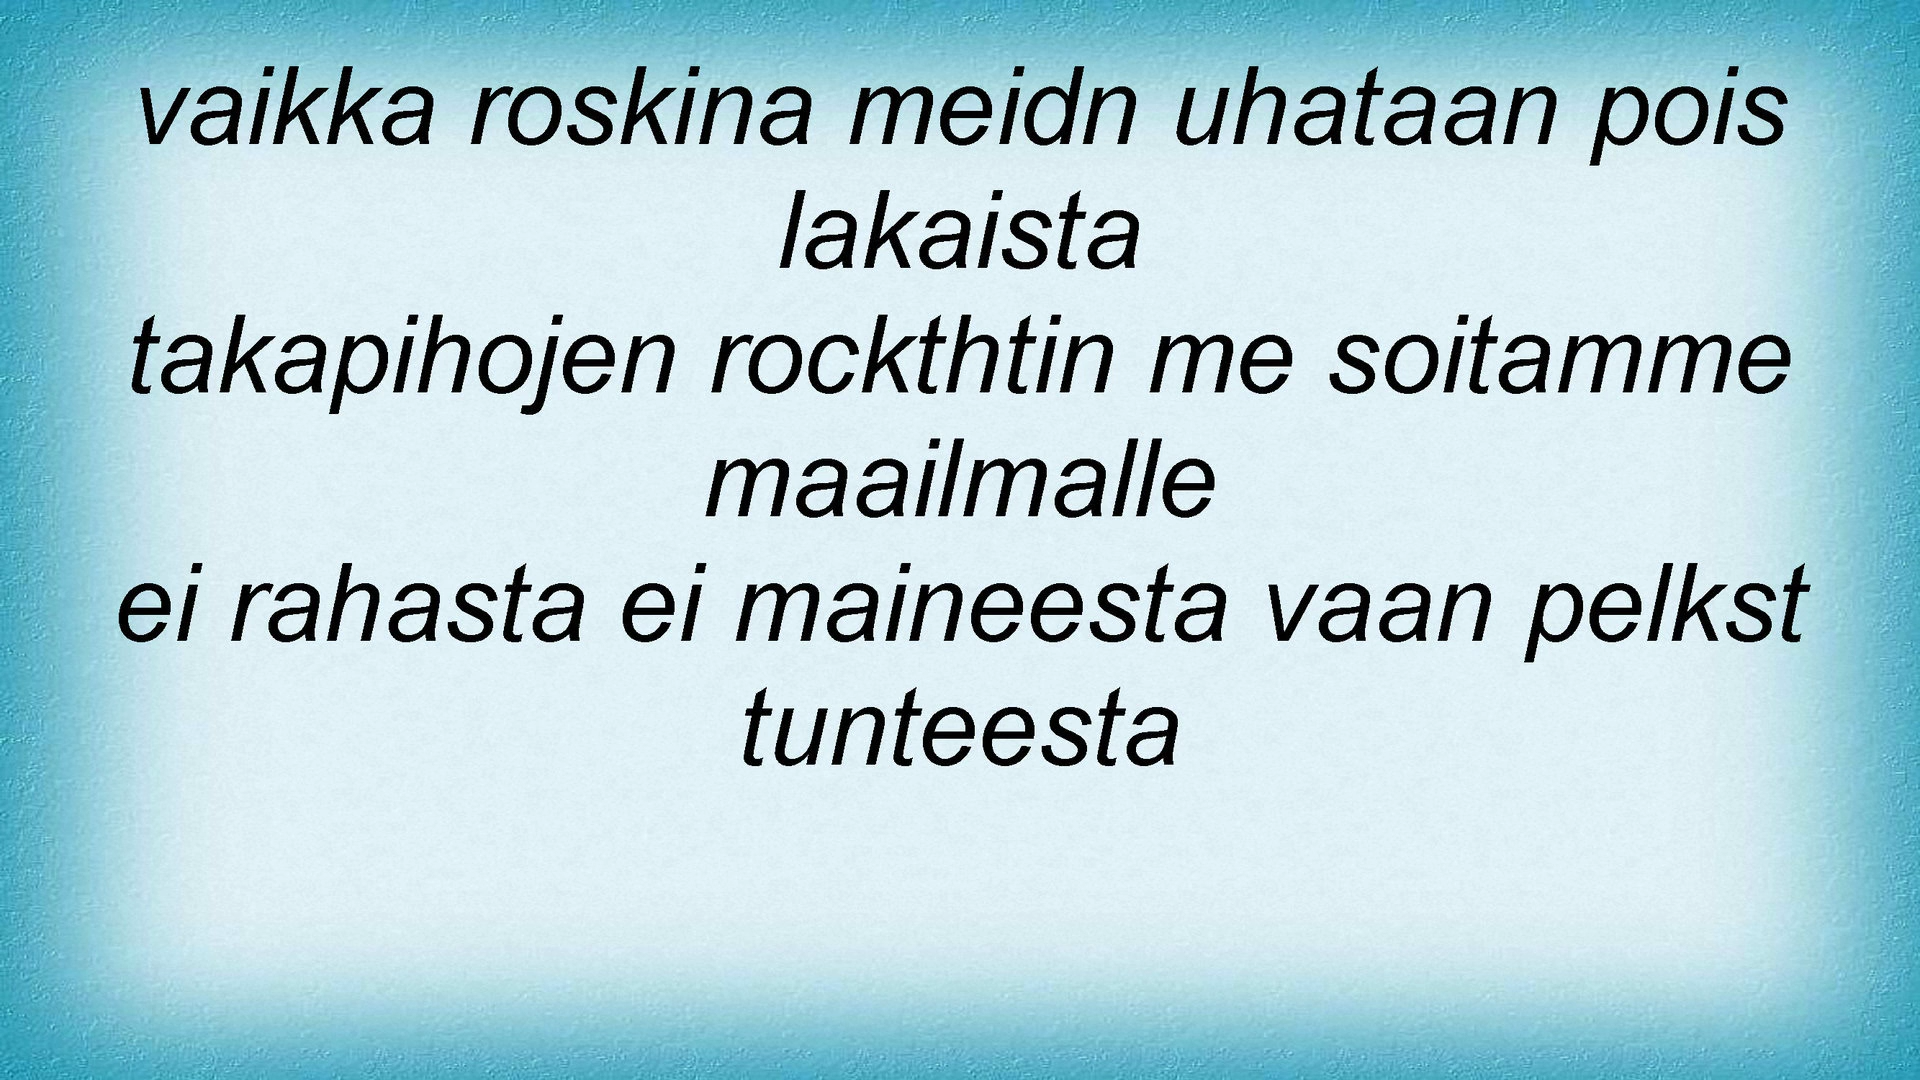 vaikka roskina meidn uhataan pois
lakaista
takapihojen rockthtin me soitamme
maailmalle
ei rahasta ei maineesta vaan pelkst
tunteesta